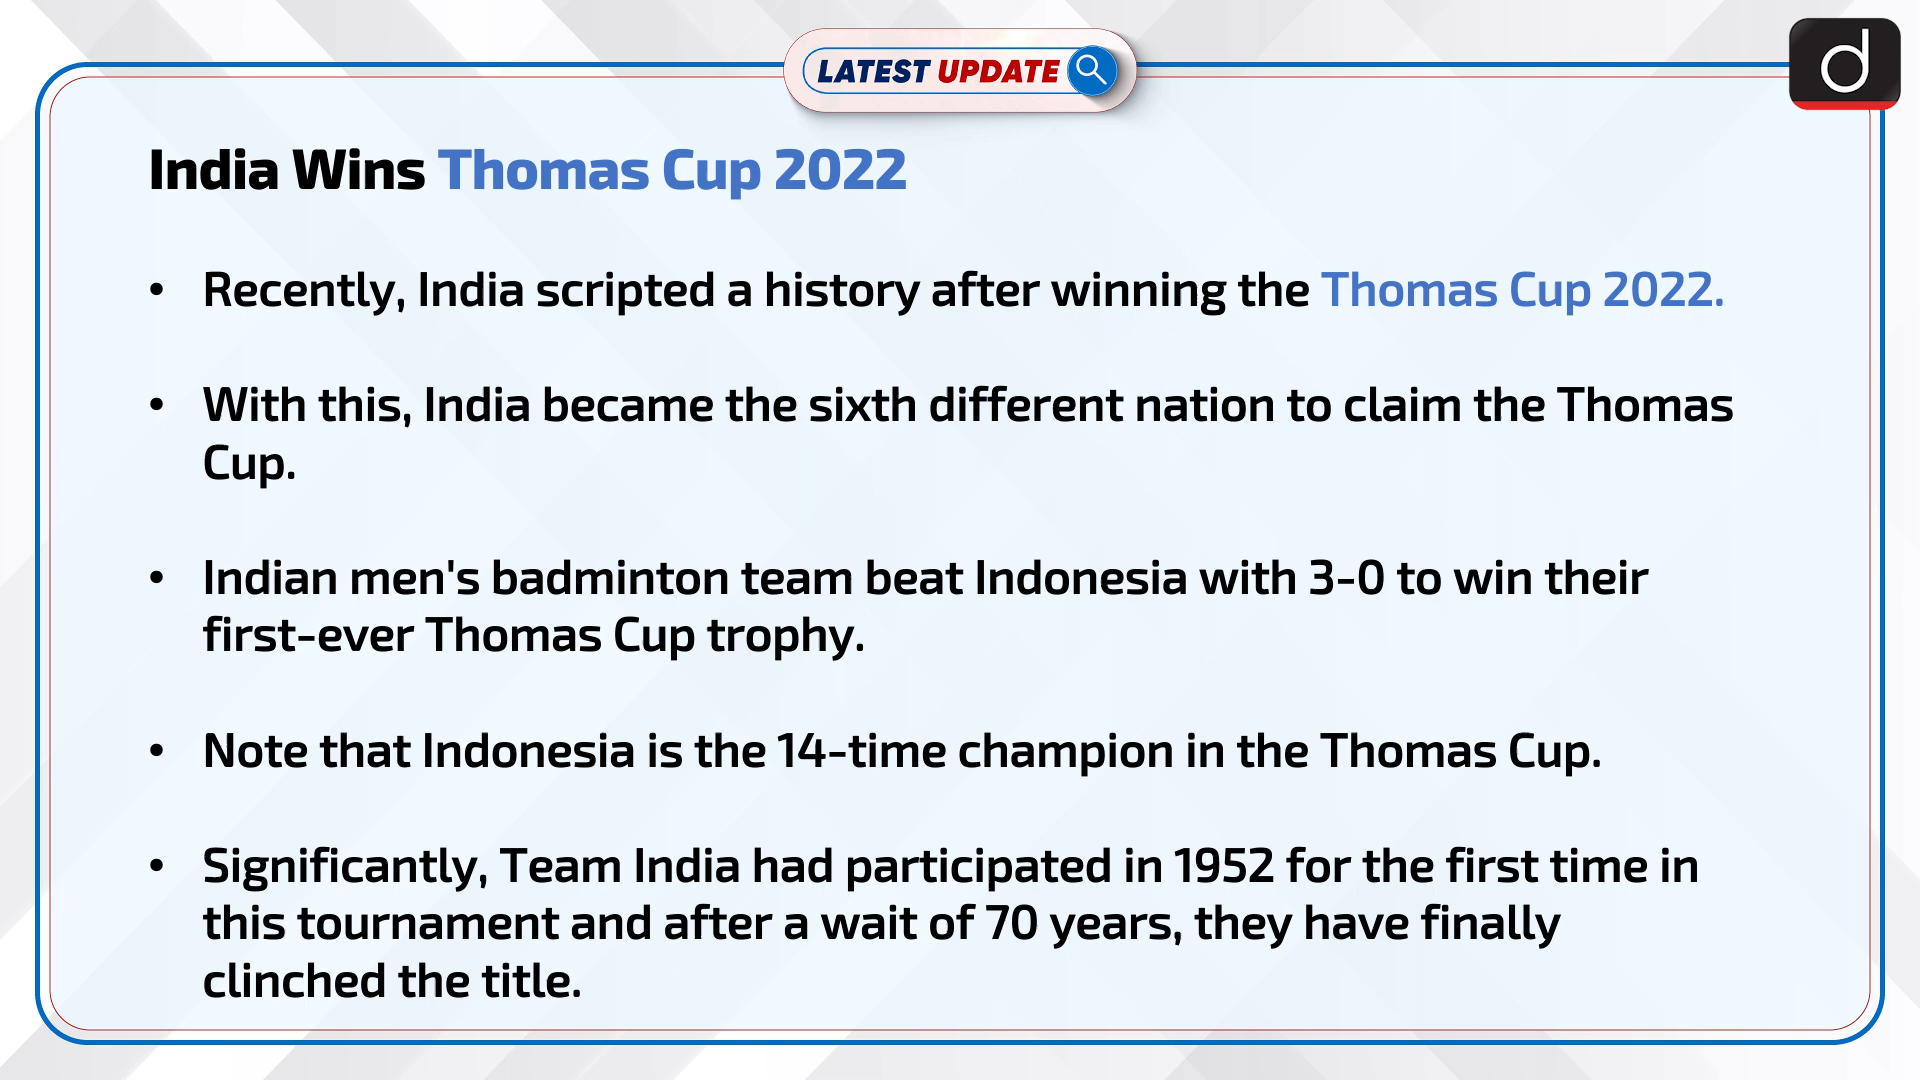 LATEST UPDATE
d
India Wins Thomas Cup 2022
• Recently, India scripted a history after winning the Thomas Cup 2022.
• With this, India became the sixth different nation to claim the Thomas
Cup.
• Indian men's badminton team beat Indonesia with 3-0 to win their
first-ever Thomas Cup trophy.
• Note that Indonesia is the 14-time champion in the Thomas Cup.
• Significantly, Team India had participated in 1952 for the first time in
this tournament and after a wait of 70 years, they have finally
clinched the title.